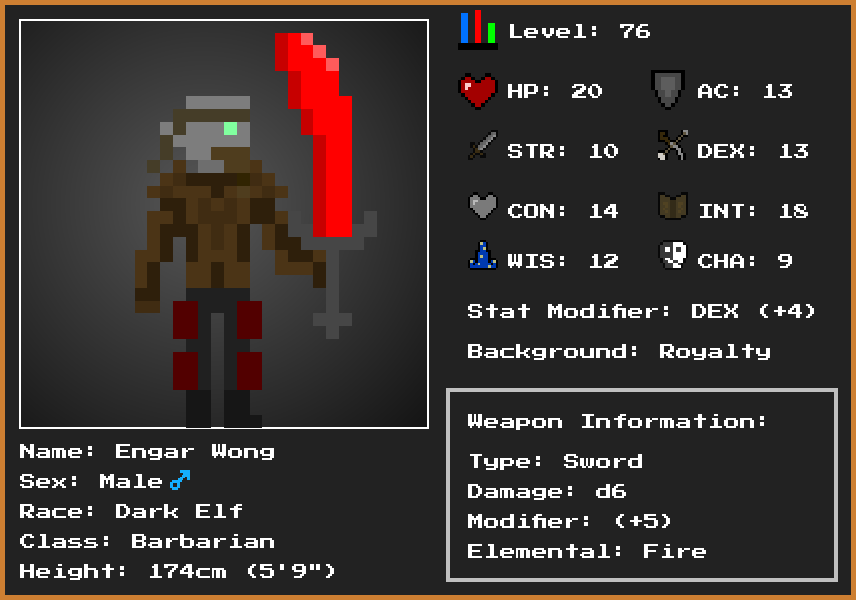 Level: 76
HP: 20
AC: 13
STR: 10
DEX: 13
CON: 14
INT: 18
WIS: 12
CHA: 9
Stat Modifier: DEX (+4)
Background: Royalty
Weapon Information:
Type: Sword
Damage: d6
Modifier: (+5)
Elemental: Fire
Name: Engar Wong
Sex: Male ♂
Race: Dark Elf
Class: Barbarian
Height: 174cm (5'9")